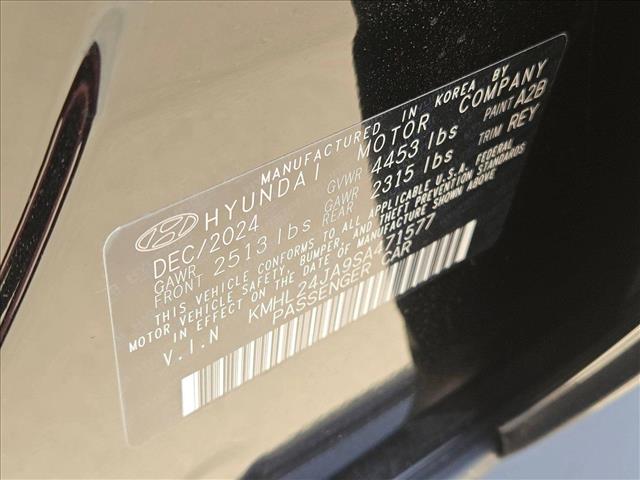 MANUFACTURED IN KOREA BY
HYUNDAI MOTOR COMPANY
DEC/2024 GVWR 4453 lbs PAINT A2B
GAWR FRONT 2513 lbs GAWR REAR 2315 lbs TRIM REY
THIS VEHICLE CONFORMS TO ALL APPLICABLE U.S.A. FEDERAL
MOTOR VEHICLE SAFETY, BUMPER, AND THEFT PREVENTION STANDARDS
IN EFFECT ON THE DATE OF MANUFACTURE SHOWN ABOVE
V.I.N KMHL24JA9SA471577
PASSENGER CAR